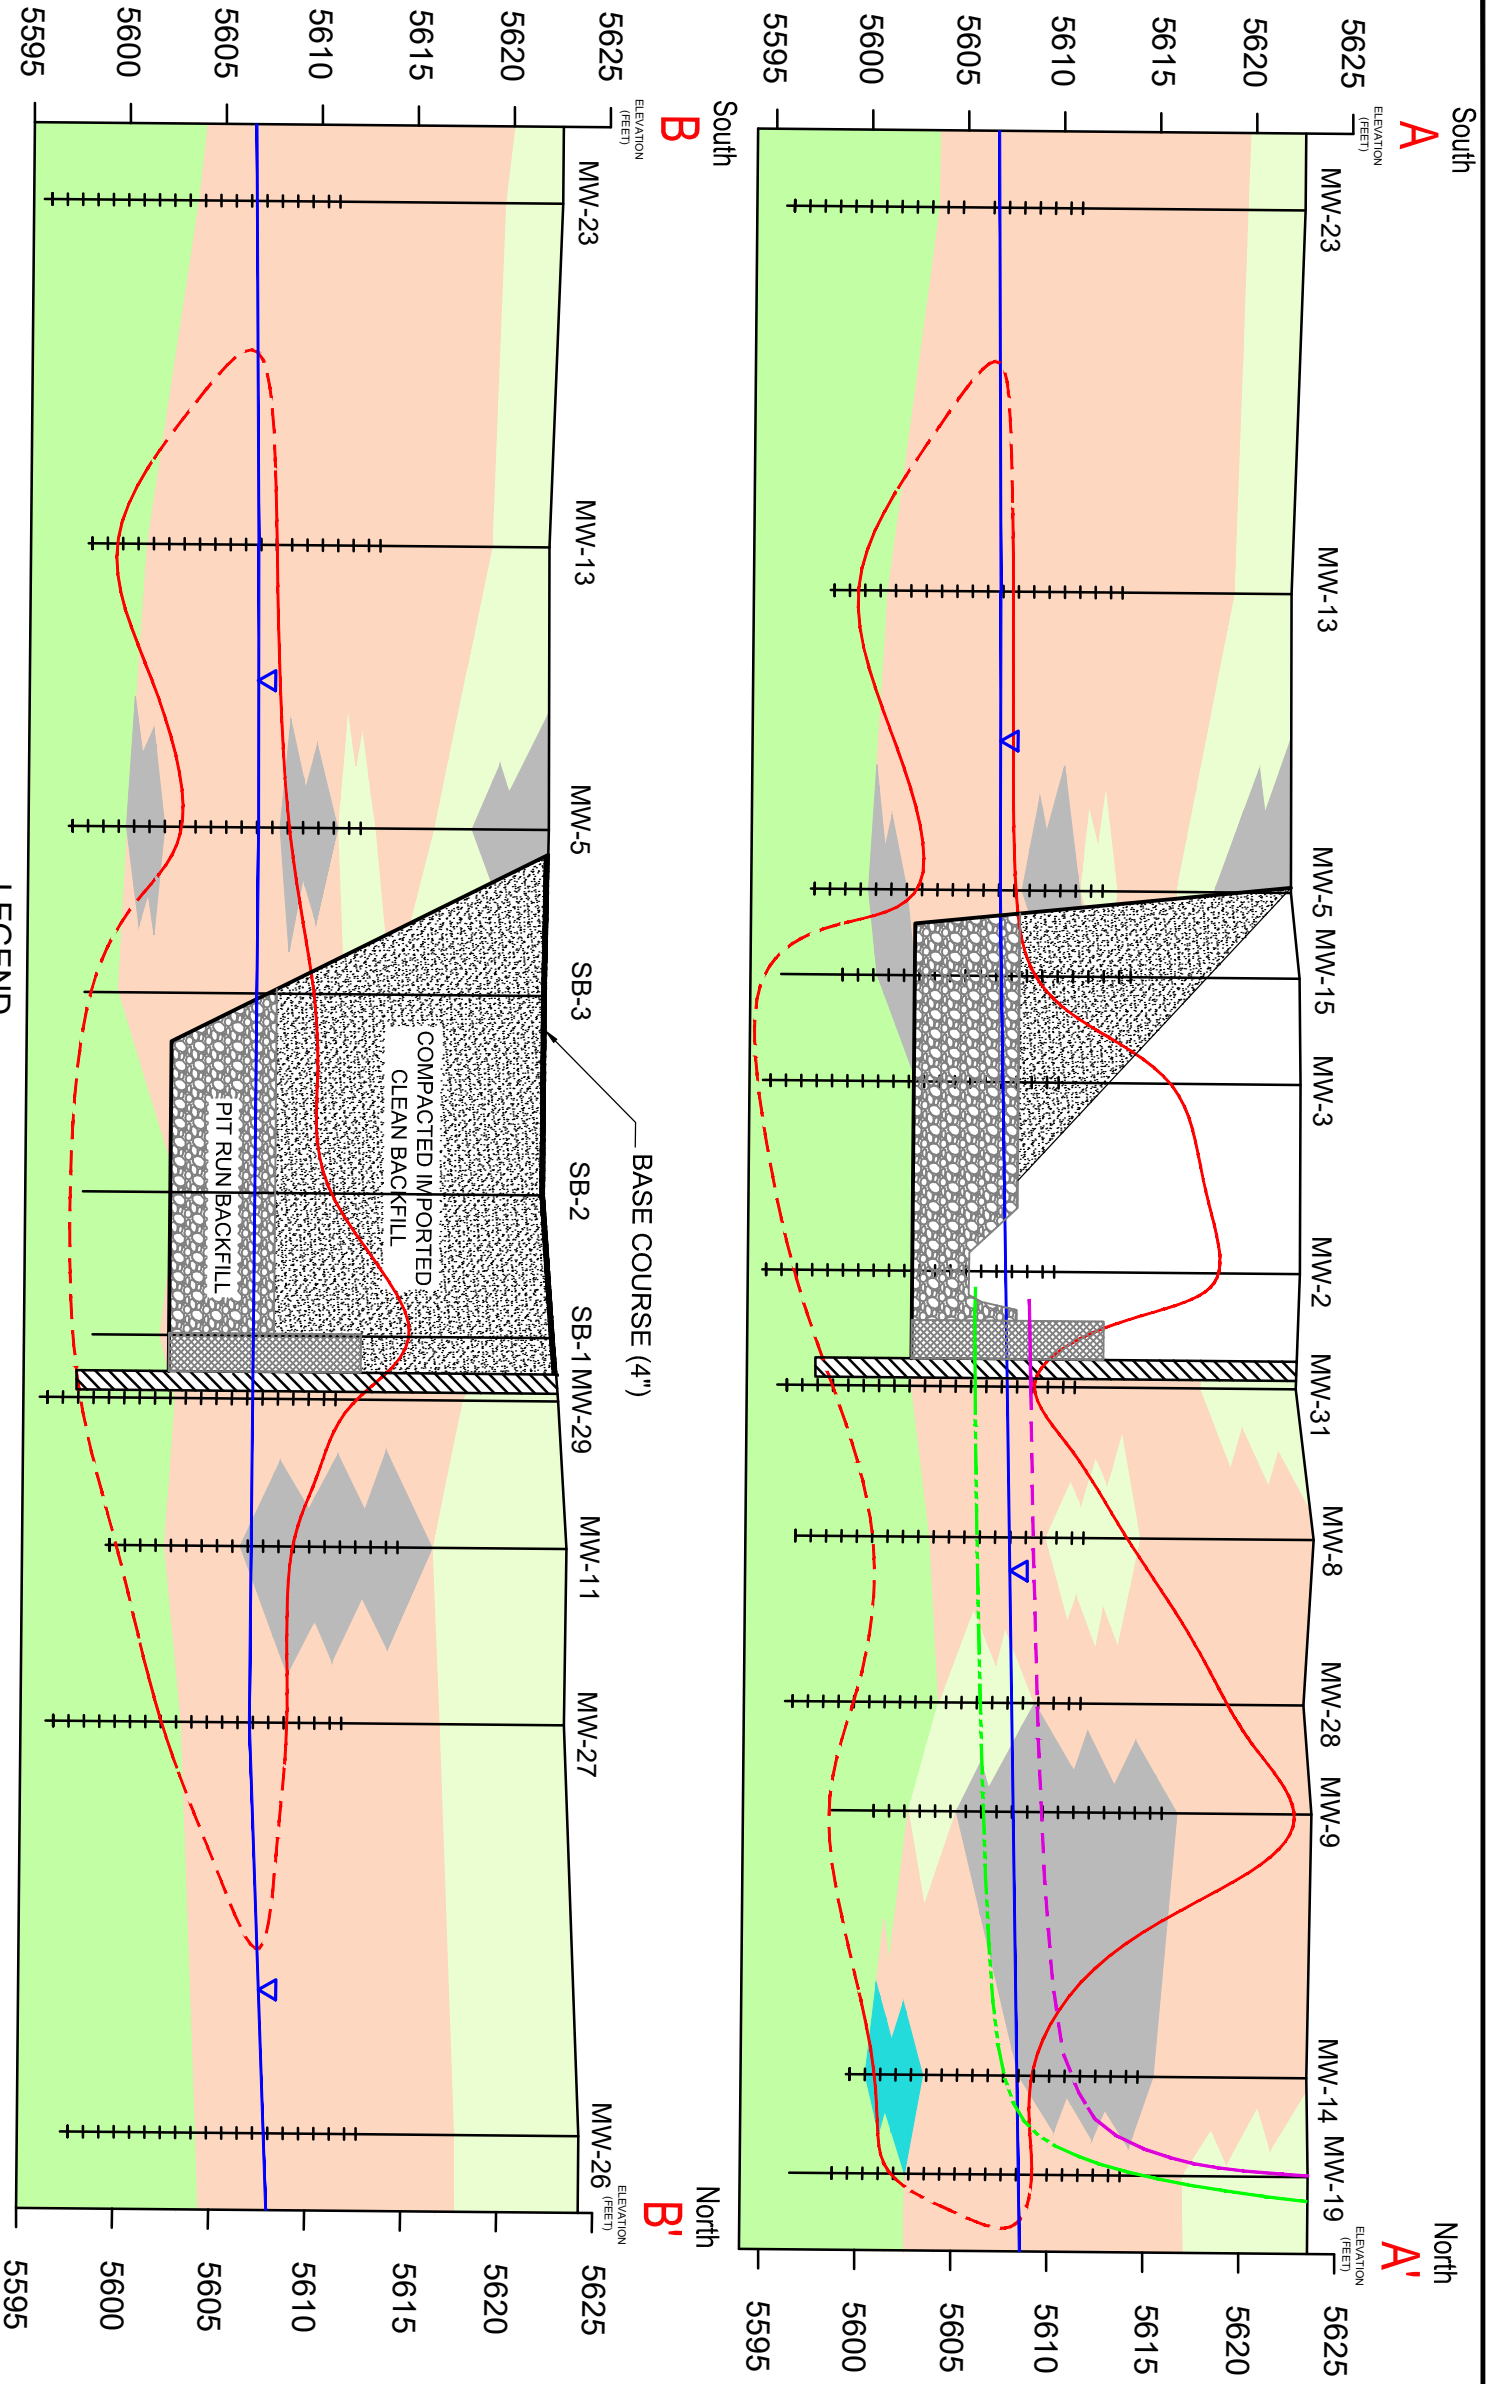 South
A
ELEVATION
(FEET)
5625
5620
5615
5610
5605
5600
5595
MW-23
MW-13
MW-5
MW-15
MW-3
MW-2
MW-31
MW-8
MW-28
MW-9
MW-14
MW-19
North
A'
ELEVATION
(FEET)
5625
5620
5615
5610
5605
5600
5595
South
B
ELEVATION
(FEET)
5625
5620
5615
5610
5605
5600
5595
BASE COURSE (4")
MW-23
MW-13
MW-5
SB-3
SB-2
SB-1
MW-29
MW-11
MW-27
MW-26
COMPACTED IMPORTED
CLEAN BACKFILL
PIT RUN BACKFILL
North
B'
ELEVATION
(FEET)
5625
5620
5615
5610
5605
5600
5595
LEGEND